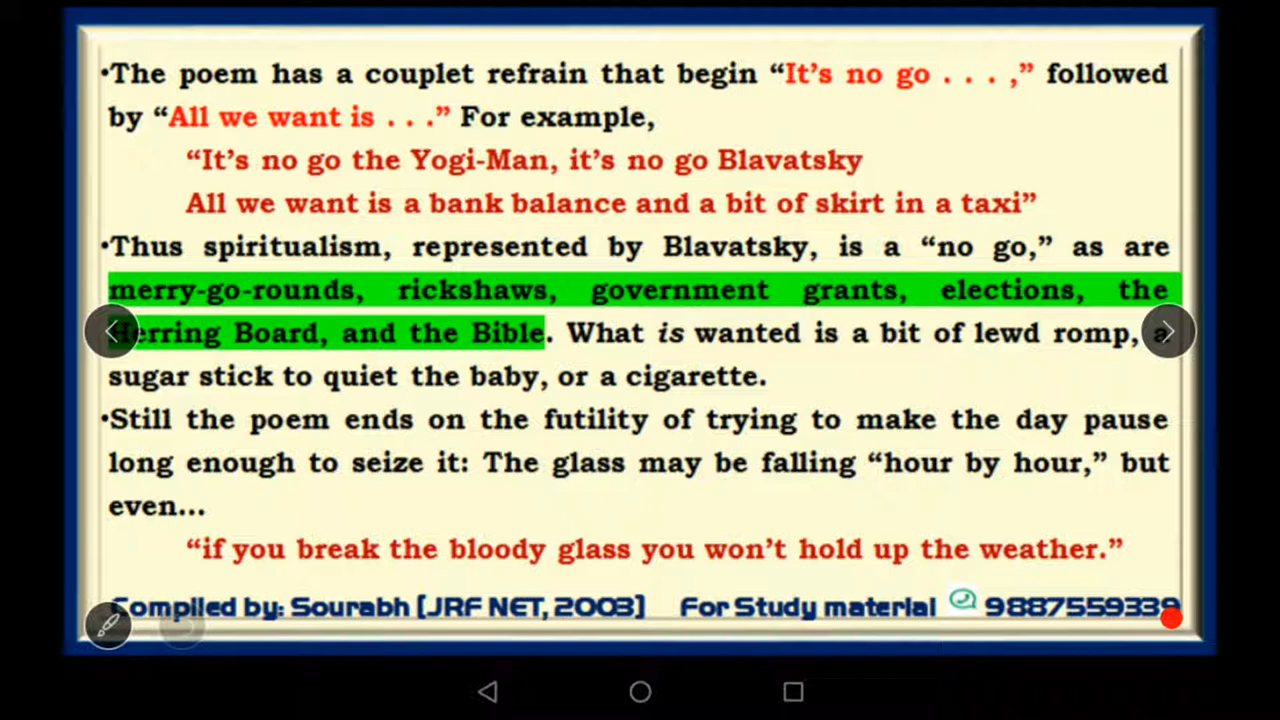 •The poem has a couplet refrain that begin “It’s no go . . . ,” followed
by “All we want is . . .” For example,
“It’s no go the Yogi-Man, it’s no go Blavatsky
All we want is a bank balance and a bit of skirt in a taxi”
•Thus spiritualism, represented by Blavatsky, is a “no go,” as are
merry-go-rounds, rickshaws, government grants, elections, the
Herring Board, and the Bible. What is wanted is a bit of lewd romp, a
sugar stick to quiet the baby, or a cigarette.
•Still the poem ends on the futility of trying to make the day pause
long enough to seize it: The glass may be falling “hour by hour,” but
even...
“if you break the bloody glass you won’t hold up the weather.”
Compiled by: Sourabh [JRF NET, 2003] For Study material 9887559339